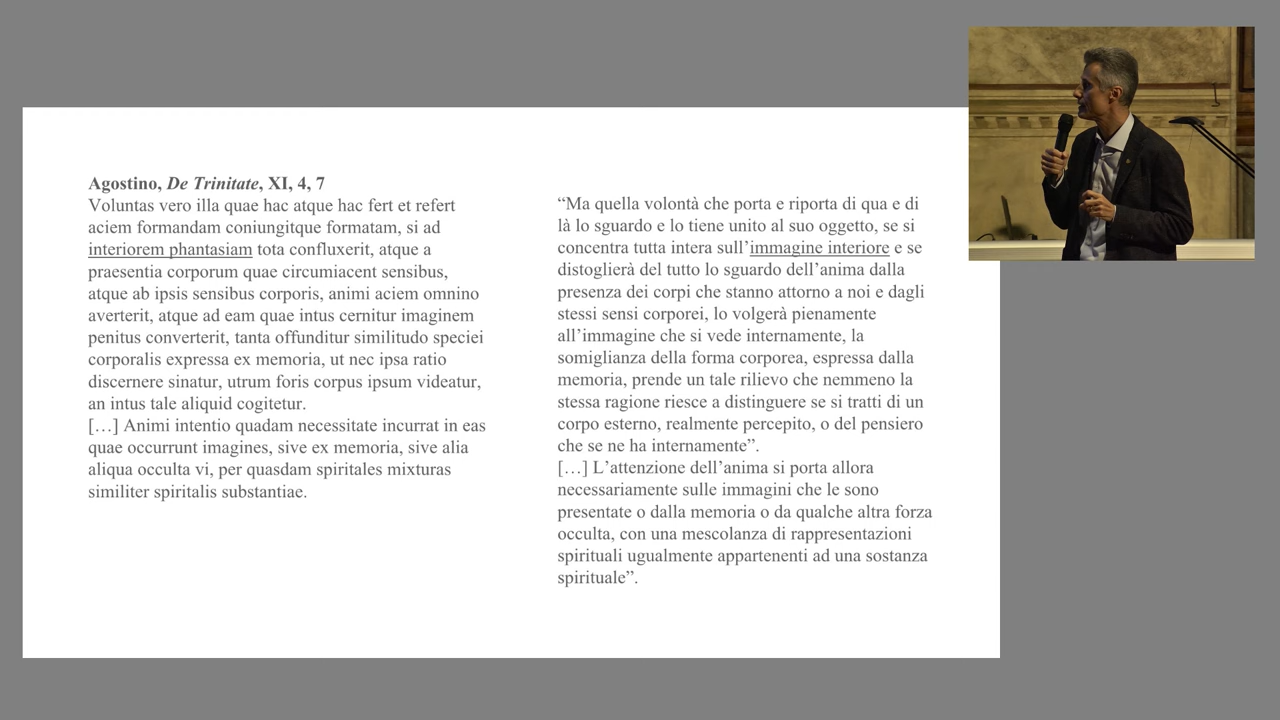 Agostino, De Trinitate, XI, 4, 7
Voluntas vero illa quae hac atque hac fert et refert
aciem formandam coniungitque formatam, si ad
interiorem phantasiam tota confluxerit, atque a
praesentia corporum quae circumiacent sensibus,
atque ab ipsis sensibus corporis, animi aciem omnino
averterit, atque ad eam quae intus cernitur imaginem
penitus converterit, tanta offunditur similitudo speciei
corporalis expressa ex memoria, ut nec ipsa ratio
discernere sinatur, utrum foris corpus ipsum videatur,
an intus tale aliquid cogitetur.
[…] Animi intentio quadam necessitate incurrat in eas
quae occurrunt imagines, sive ex memoria, sive alia
aliqua occulta vi, per quasdam spiritales mixturas
similiter spiritalis substantiae.
“Ma quella volontà che porta e riporta di qua e di
là lo sguardo e lo tiene unito al suo oggetto, se si
concentra tutta intera sull’immagine interiore e se
distoglierà del tutto lo sguardo dell’anima dalla
presenza dei corpi che stanno attorno a noi e dagli
stessi sensi corporei, lo volgerà pienamente
all’immagine che si vede internamente, la
somiglianza della forma corporea, espressa dalla
memoria, prende un tale rilievo che nemmeno la
stessa ragione riesce a distinguere se si tratti di un
corpo esterno, realmente percepito, o del pensiero
che se ne ha internamente”.
[…] L’attenzione dell’anima si porta allora
necessariamente sulle immagini che le sono
presentate o dalla memoria o da qualche altra forza
occulta, con una mescolanza di rappresentazioni
spirituali ugualmente appartenenti ad una sostanza
spirituale”.